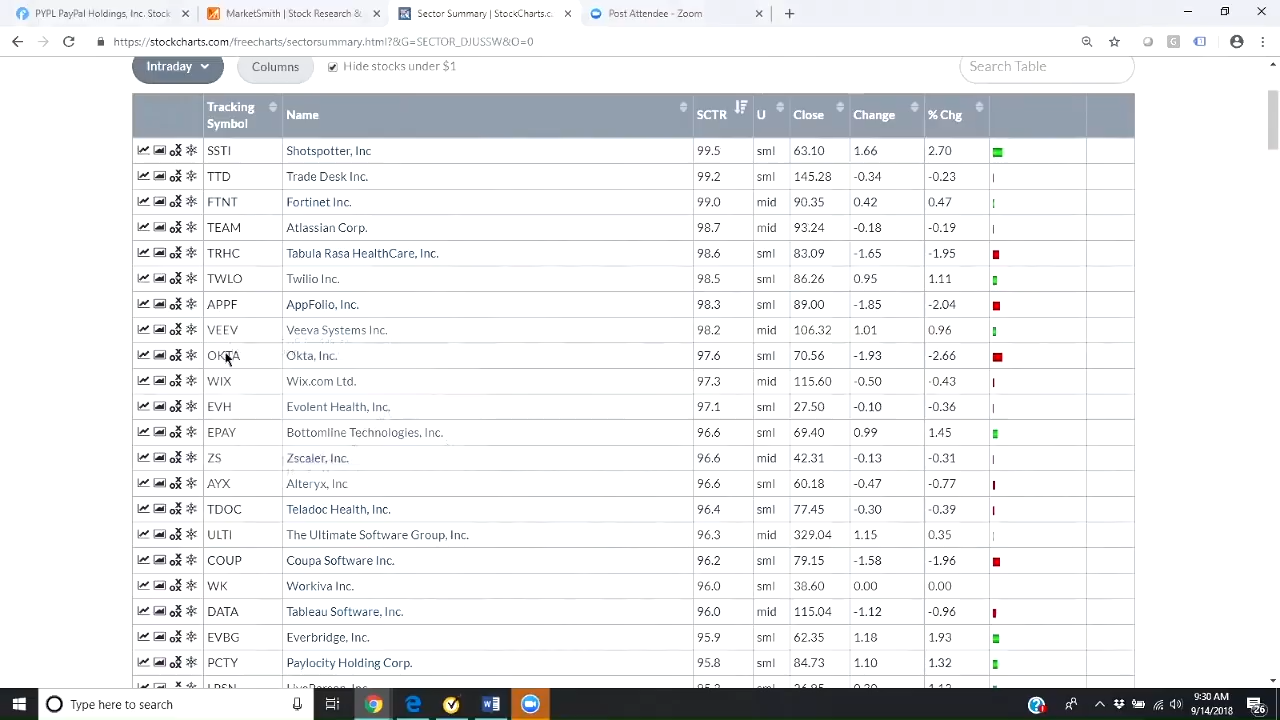 PYPL PayPal Holdings, Inc. Stock
MarketSmith | Stock Research &
Sector Summary | StockCharts.c
Post Attendee - Zoom
https://stockcharts.com/freecharts/sectorsummary.html?&G=SECTOR_DJUSSW&O=0
Intraday Columns Hide stocks under $1 Search Table
Tracking Symbol Name SCTR U Close Change % Chg
SSTI Shotspotter, Inc 99.5 sml 63.10 1.66 2.70
TTD Trade Desk Inc. 99.2 sml 145.28 -0.34 -0.23
FTNT Fortinet Inc. 99.0 mid 90.35 0.42 0.47
TEAM Atlassian Corp. 98.7 mid 93.24 -0.18 -0.19
TRHC Tabula Rasa HealthCare, Inc. 98.6 sml 83.09 -1.65 -1.95
TWLO Twilio Inc. 98.5 sml 86.26 0.95 1.11
APPF AppFolio, Inc. 98.3 sml 89.00 -1.85 -2.04
VEEV Veeva Systems Inc. 98.2 mid 106.32 1.01 0.96
OKTA Okta, Inc. 97.6 sml 70.56 -1.93 -2.66
WIX Wix.com Ltd. 97.3 mid 115.60 -0.50 -0.43
EVH Evolent Health, Inc. 97.1 sml 27.50 -0.10 -0.36
EPAY Bottomline Technologies, Inc. 96.6 sml 69.40 0.99 1.45
ZS Zscaler, Inc. 96.6 mid 42.31 -0.13 -0.31
AYX Alteryx, Inc 96.6 sml 60.18 -0.47 -0.77
TDOC Teladoc Health, Inc. 96.4 sml 77.45 -0.30 -0.39
ULTI The Ultimate Software Group, Inc. 96.3 mid 329.04 1.15 0.35
COUP Coupa Software Inc. 96.2 sml 79.15 -1.58 -1.96
WK Workiva Inc. 96.0 sml 38.60 0.00 0.00
DATA Tableau Software, Inc. 96.0 mid 115.04 -1.12 -0.96
EVBG Everbridge, Inc. 95.9 sml 62.35 1.18 1.93
PCTY Paylocity Holding Corp. 95.8 sml 84.73 1.10 1.32
Type here to search
9:30 AM
9/14/2018